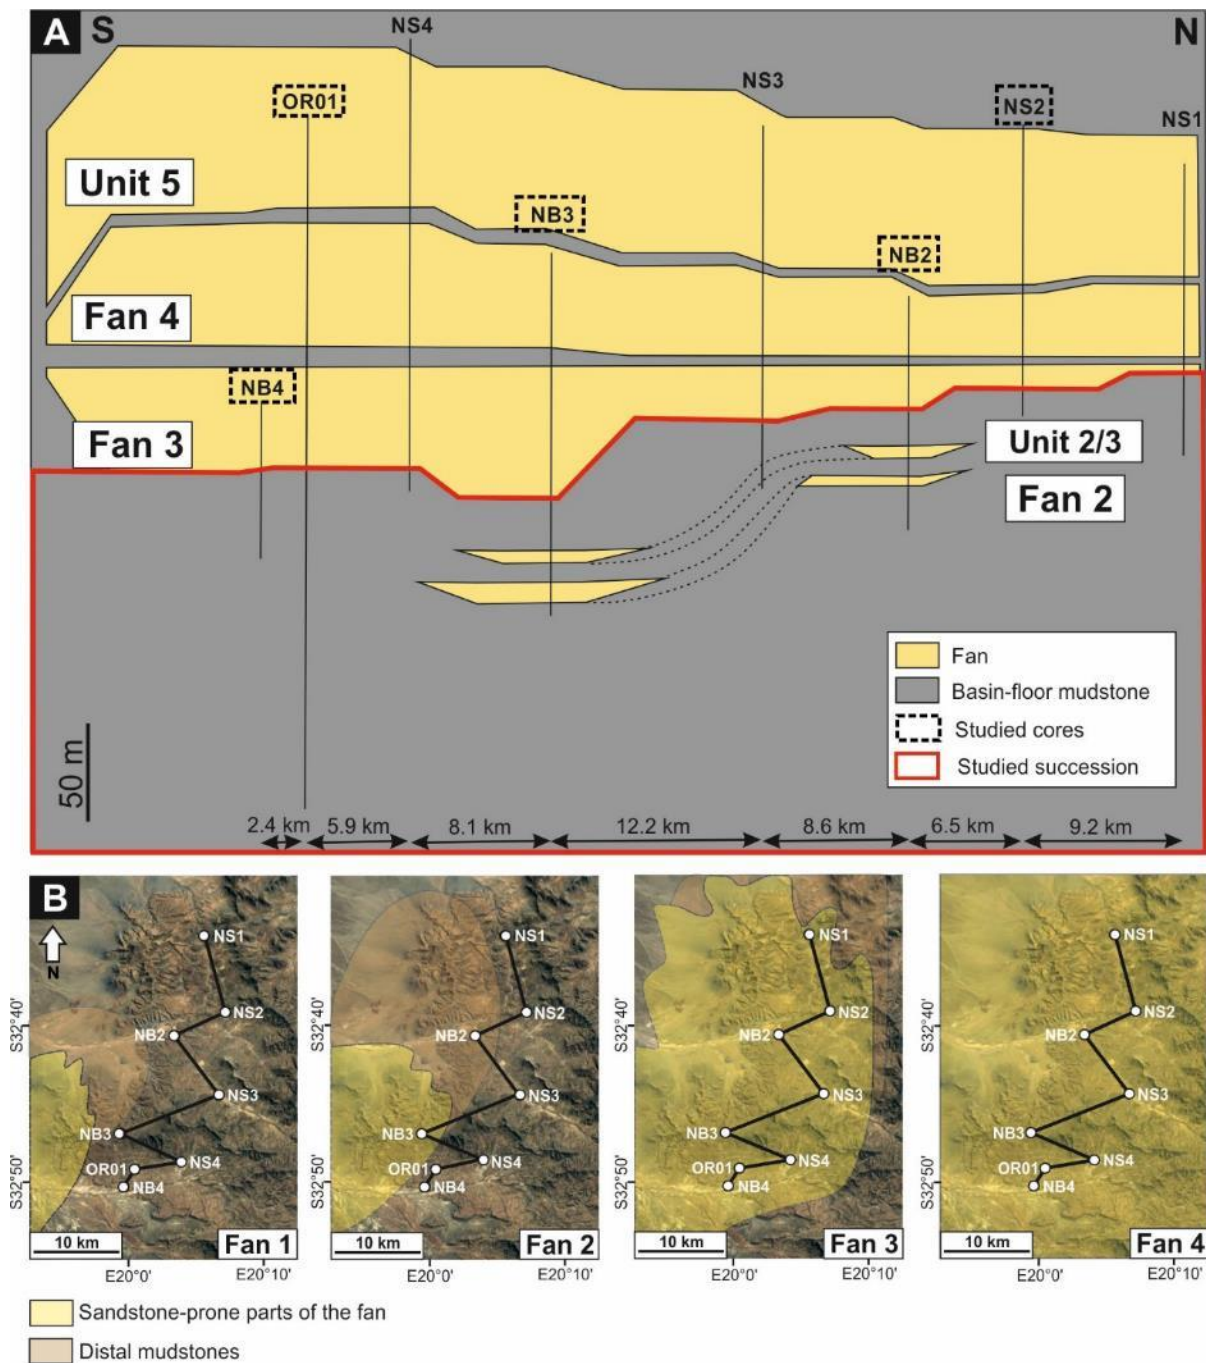 A
S
NS4
N
NS3
OR01
NS2
NS1
Unit 5
NB3
NB2
Fan 4
NB4
Fan 3
Unit 2/3
Fan 2
Fan
Basin-floor mudstone
Studied cores
Studied succession
50 m
2.4 km 5.9 km 8.1 km 12.2 km 8.6 km 6.5 km 9.2 km
B
N
S32°40'
S32°50'
NS1
NS2
NB2
NS3
NB3
NS4
OR01
NB4
10 km
Fan 1
E20°0' E20°10'
S32°40'
S32°50'
NS1
NS2
NB2
NS3
NB3
NS4
OR01
NB4
10 km
Fan 2
E20°0' E20°10'
S32°40'
S32°50'
NS1
NS2
NB2
NS3
NB3
NS4
OR01
NB4
10 km
Fan 3
E20°0' E20°10'
S32°40'
S32°50'
NS1
NS2
NB2
NS3
NB3
NS4
OR01
NB4
10 km
Fan 4
E20°0' E20°10'
Sandstone-prone parts of the fan
Distal mudstones